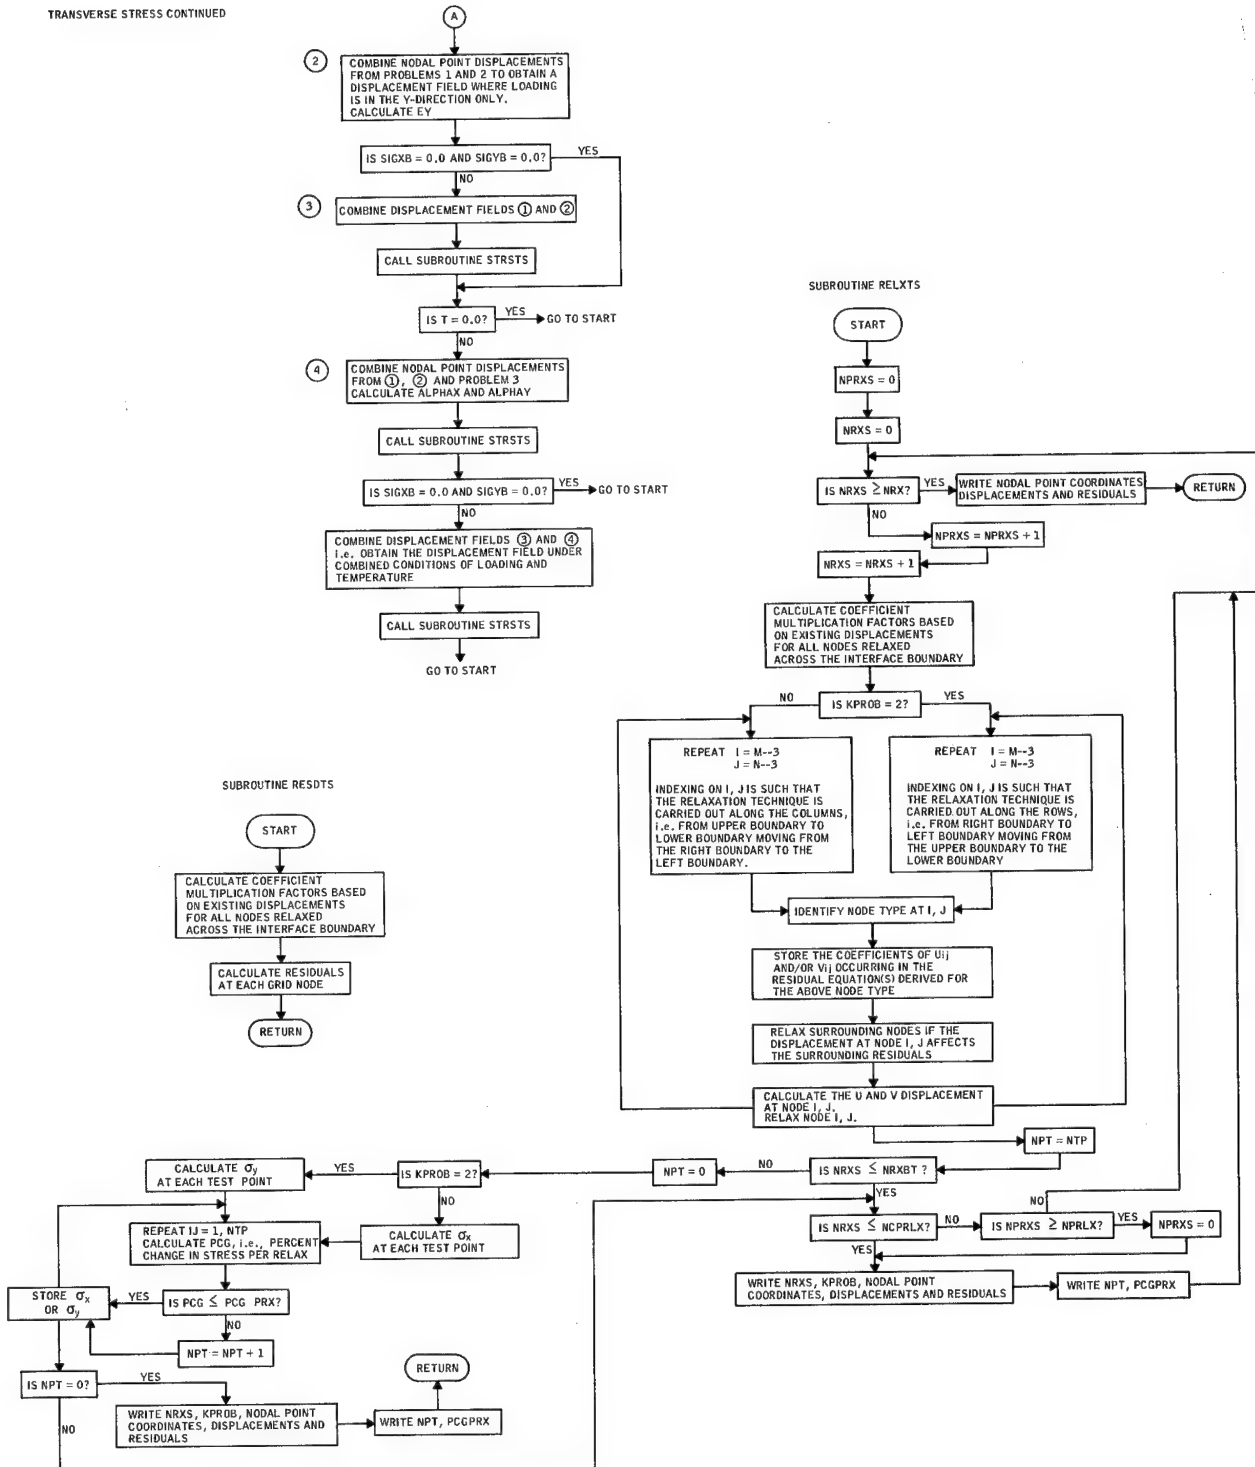 TRANSVERSE STRESS CONTINUED
A
2
COMBINE NODAL POINT DISPLACEMENTS
FROM PROBLEMS 1 AND 2 TO OBTAIN A
DISPLACEMENT FIELD WHERE LOADING
IS IN THE Y-DIRECTION ONLY.
CALCULATE EY
IS SIGXB = 0.0 AND SIGYB = 0.0?
YES
NO
3
COMBINE DISPLACEMENT FIELDS ① AND ②
CALL SUBROUTINE STRSTS
IS T = 0.0?
YES
GO TO START
NO
4
COMBINE NODAL POINT DISPLACEMENTS
FROM ①, ② AND PROBLEM 3
CALCULATE ALPHAX AND ALPHAY
CALL SUBROUTINE STRSTS
IS SIGXB = 0.0 AND SIGYB = 0.0?
YES
GO TO START
NO
COMBINE DISPLACEMENT FIELDS ③ AND ④
i.e. OBTAIN THE DISPLACEMENT FIELD UNDER
COMBINED CONDITIONS OF LOADING AND
TEMPERATURE
CALL SUBROUTINE STRSTS
GO TO START
SUBROUTINE RESDTS
START
CALCULATE COEFFICIENT
MULTIPLICATION FACTORS BASED
ON EXISTING DISPLACEMENTS
FOR ALL NODES RELAXED
ACROSS THE INTERFACE BOUNDARY
CALCULATE RESIDUALS
AT EACH GRID NODE
RETURN
SUBROUTINE RELXTS
START
NPRXS = 0
NRXS = 0
IS NRXS ≥ NRX?
YES
WRITE NODAL POINT COORDINATES
DISPLACEMENTS AND RESIDUALS
RETURN
NO
NPRXS = NPRXS + 1
NRXS = NRXS + 1
CALCULATE COEFFICIENT
MULTIPLICATION FACTORS BASED
ON EXISTING DISPLACEMENTS
FOR ALL NODES RELAXED
ACROSS THE INTERFACE BOUNDARY
NO
IS KPROB = 2?
YES
REPEAT I = M--3
J = N--3
INDEXING ON I, J IS SUCH THAT
THE RELAXATION TECHNIQUE IS
CARRIED OUT ALONG THE COLUMNS,
i.e. FROM UPPER BOUNDARY TO
LOWER BOUNDARY MOVING FROM
THE RIGHT BOUNDARY TO THE
LEFT BOUNDARY.
REPEAT I = M--3
J = N--3
INDEXING ON I, J IS SUCH THAT
THE RELAXATION TECHNIQUE IS
CARRIED OUT ALONG THE ROWS,
i.e. FROM RIGHT BOUNDARY TO
LEFT BOUNDARY MOVING FROM
THE UPPER BOUNDARY TO THE
LOWER BOUNDARY
IDENTIFY NODE TYPE AT I, J
STORE THE COEFFICIENTS OF Uij
AND/OR Vij OCCURRING IN THE
RESIDUAL EQUATION(S) DERIVED FOR
THE ABOVE NODE TYPE
RELAX SURROUNDING NODES IF THE
DISPLACEMENT AT NODE I, J AFFECTS
THE SURROUNDING RESIDUALS
CALCULATE THE U AND V DISPLACEMENT
AT NODE I, J.
RELAX NODE I, J.
NPT = NTP
IS NRXS ≤ NRXBT ?
NO
NPT = 0
IS KPROB = 2?
YES
CALCULATE σy
AT EACH TEST POINT
NO
CALCULATE σx
AT EACH TEST POINT
REPEAT IJ = 1, NTP
CALCULATE PCG, i.e., PERCENT
CHANGE IN STRESS PER RELAX
IS PCG ≤ PCG PRX?
YES
STORE σx
OR σy
NO
NPT = NPT + 1
IS NPT = 0?
YES
NO
WRITE NRXS, KPROB, NODAL POINT
COORDINATES, DISPLACEMENTS AND
RESIDUALS
WRITE NPT, PCGPRX
RETURN
YES
IS NRXS ≤ NCPRLX?
NO
IS NPRXS ≥ NPRLX?
NO
YES
NPRXS = 0
YES
WRITE NRXS, KPROB, NODAL POINT
COORDINATES, DISPLACEMENTS AND RESIDUALS
WRITE NPT, PCGPRX